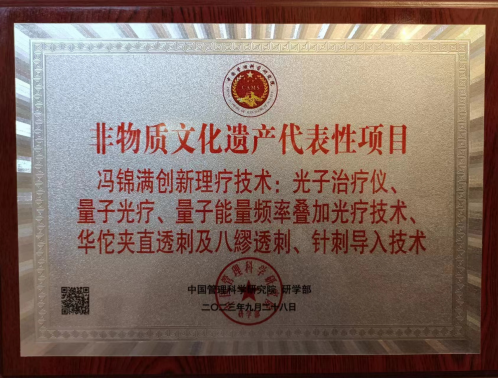 非物质文化遗产代表性项目
冯锦满创新理疗技术：光子治疗仪、
量子光疗、量子能量频率叠加光疗技术、
华佗夹直透刺及八繆透刺、针刺导入技术
中国管理科学研究院 研学部
二〇二三年九月二十八日